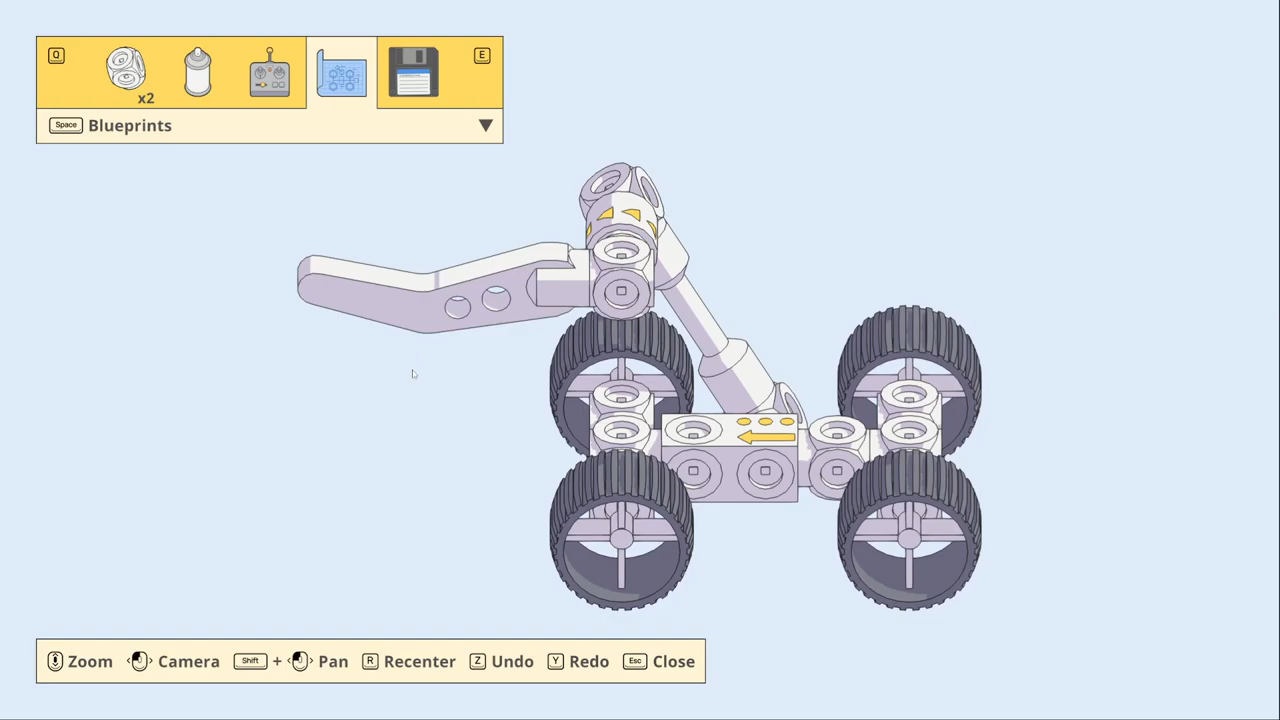 Q
x2
E
Space Blueprints
Zoom Camera Shift + Pan R Recenter Z Undo Y Redo Esc Close